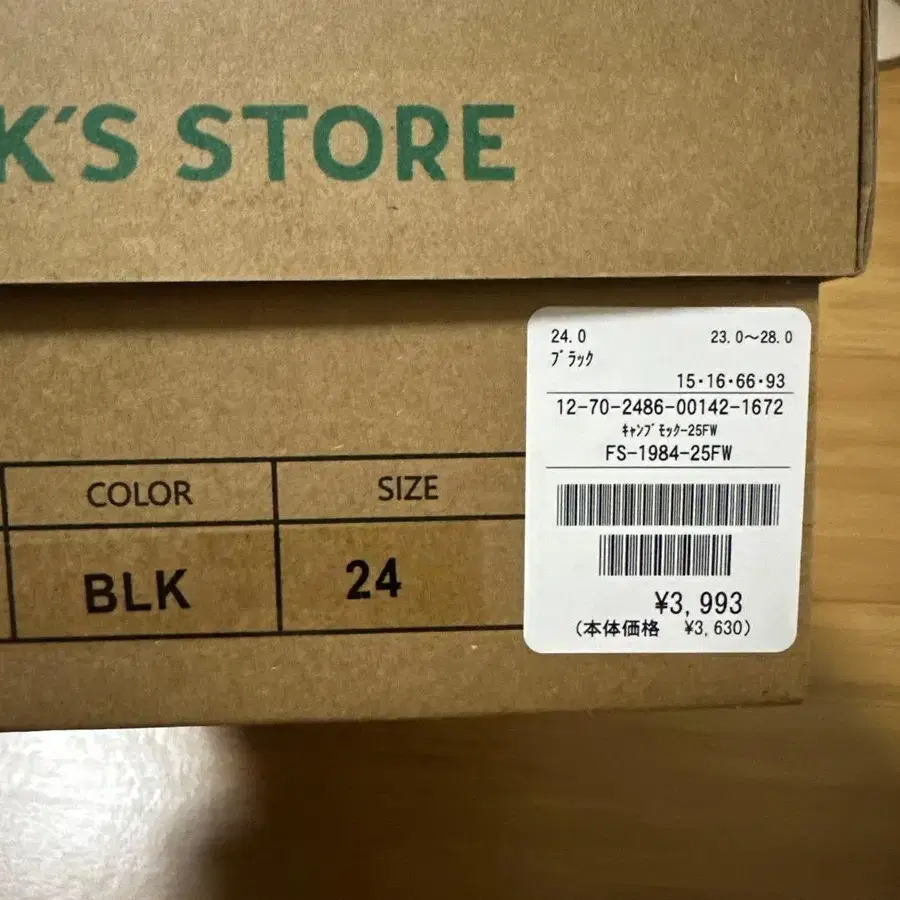 K'S STORE
24.0 23.0～28.0
ﾌﾞﾗｯｸ
15・16・66・93
12-70-2486-00142-1672
ｷｬﾝﾌﾟﾓｯｸ-25FW
FS-1984-25FW
COLOR SIZE
BLK 24
¥3,993
(本体価格 ¥3,630)